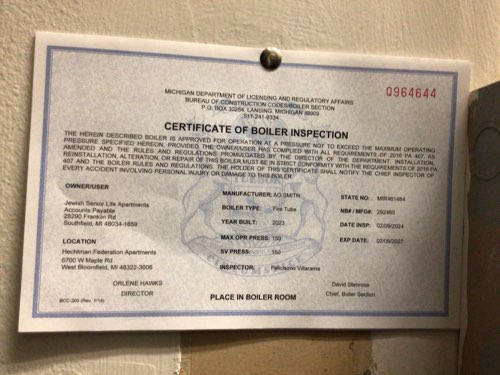 MICHIGAN DEPARTMENT OF LICENSING AND REGULATORY AFFAIRS
BUREAU OF CONSTRUCTION CODES/BOILER SECTION
P.O. BOX 30254, LANSING, MICHIGAN 48909
517-241-9334
Q964644
CERTIFICATE OF BOILER INSPECTION
THE HEREIN DESCRIBED BOILER IS APPROVED FOR OPERATION AT A PRESSURE NOT TO EXCEED THE MAXIMUM OPERATING
PRESSURE SPECIFIED HEREIN, PROVIDED THE OWNER/USER HAS COMPLIED WITH ALL REQUIREMENTS OF 2016 PA. 407, AS
AMENDED AND THE RULES AND REGULATIONS PROMULGATED BY THE DIRECTOR OF THE DEPARTMENT. INSTALLATION,
REINSTALLATION, ALTERATION, OR REPAIR OF THIS BOILER MUST BE IN STRICT CONFORMITY WITH THE REQUIREMENTS OF 2016 PA
407 AND THE BOILER RULES AND REGULATIONS. THE HOLDER OF THIS CERTIFICATE SHALL NOTIFY THE CHIEF INSPECTOR OF
EVERY ACCIDENT INVOLVING PERSONAL INJURY OR DAMAGE TO THIS BOILER.
OWNER/USER
Jewish Senior Life Apartments
Accounts Payable
28290 Franklin Rd
Southfield, MI 48034-1659
LOCATION
Hechtman Federation Apartments
6700 W Maple Rd
West Bloomfield, MI 48322-3006
MANUFACTURER: AO SMITH
BOILER TYPE: Fire Tube
YEAR BUILT: 2023
MAX OPR PRESS: 150
SV PRESS: 150
INSPECTOR: Felicisimo Villarama
STATE NO: MIR461484
NB# / MFG#: 292465
DATE INSP: 02/09/2024
EXP DATE: 02/09/2027
ORLENE HAWKS
DIRECTOR
PLACE IN BOILER ROOM
David Stenrose
Chief, Boiler Section
BCC-300 (Rev. 1/14)